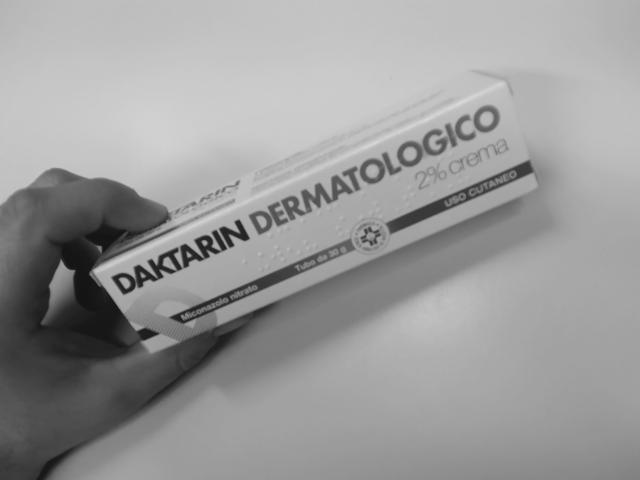 DAKTARIN DERMATOLOGICO
2% crema
USO CUTANEO
Tubo da 30 g
Miconazolo nitrato